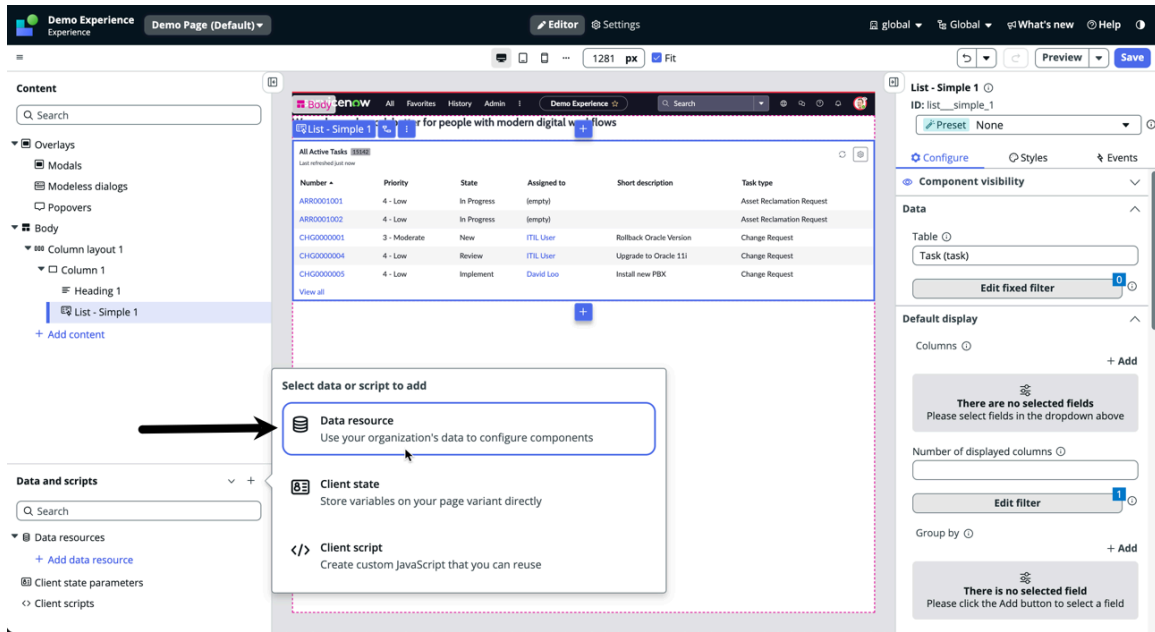 Demo Experience
Experience
Demo Page (Default)
Editor
Settings
global
Global
What's new
Help
1281 px
Fit
Preview
Save
Content
Search
Overlays
Modals
Modeless dialogs
Popovers
Body
Column layout 1
Column 1
Heading 1
List - Simple 1
+ Add content
Data and scripts
Search
Data resources
+ Add data resource
Client state parameters
Client scripts
Body
All Favorites History Admin
Demo Experience
Search
for people with modern digital
List - Simple 1
All Active Tasks
Last refreshed just now
Number Priority State Assigned to Short description Task type
ARR0001001 4 - Low In Progress (empty) Asset Reclamation Request
ARR0001002 4 - Low In Progress (empty) Asset Reclamation Request
CHG0000001 3 - Moderate New ITIL User Rollback Oracle Version Change Request
CHG0000004 4 - Low Review ITIL User Upgrade to Oracle 11i Change Request
CHG0000005 4 - Low Implement David Loo Install new PBX Change Request
View all
Select data or script to add
Data resource
Use your organization's data to configure components
Client state
Store variables on your page variant directly
Client script
Create custom JavaScript that you can reuse
List - Simple 1
ID: list__simple_1
Preset None
Configure
Styles
Events
Component visibility
Data
Table
Task (task)
Edit fixed filter
0
Default display
Columns
+ Add
There are no selected fields
Please select fields in the dropdown above
Number of displayed columns
Edit filter
1
Group by
+ Add
There is no selected field
Please click the Add button to select a field